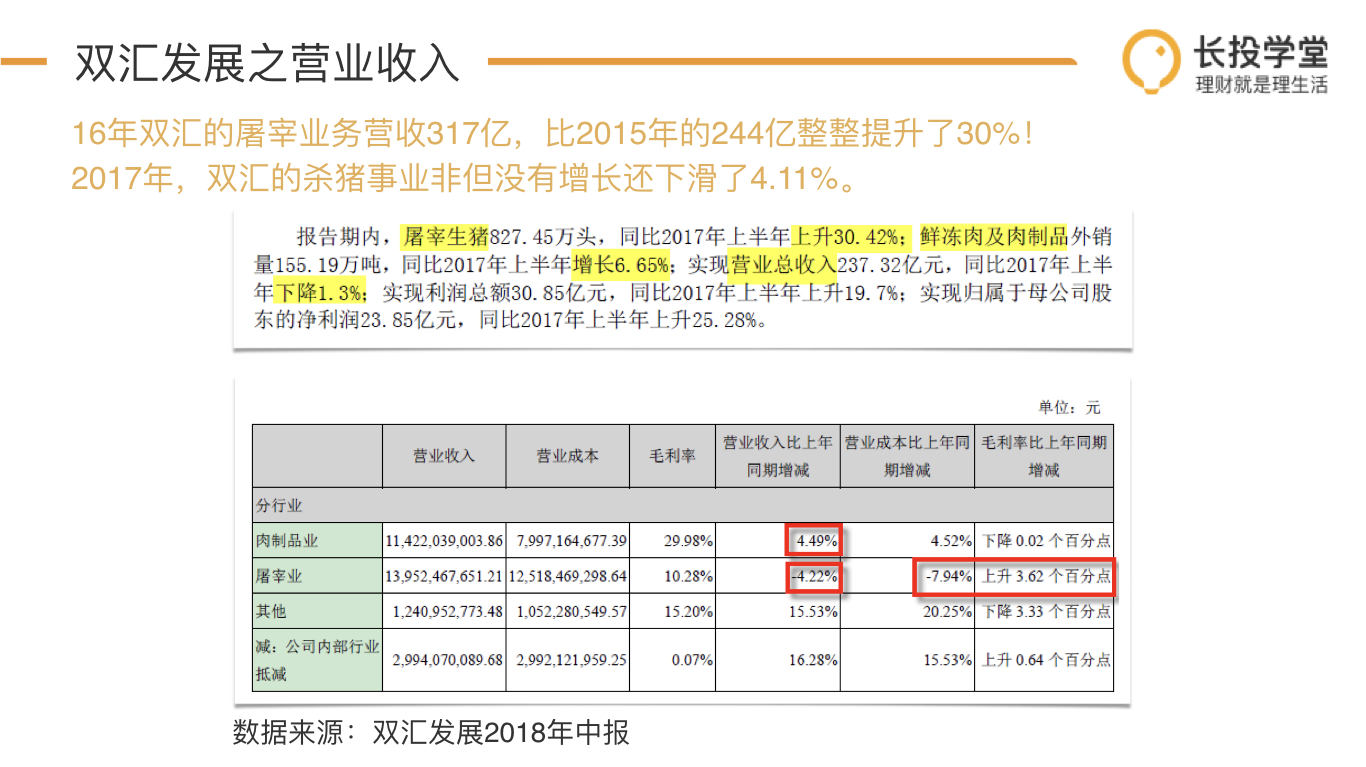 双汇发展之营业收入
长投学堂
理财就是理生活
16年双汇的屠宰业务营收317亿，比2015年的244亿整整提升了30%！
2017年，双汇的杀猪事业非但没有增长还下滑了4.11%。
报告期内，屠宰生猪827.45万头，同比2017年上半年上升30.42%；鲜冻肉及肉制品外销
量155.19万吨，同比2017年上半年增长6.65%；实现营业总收入237.32亿元，同比2017年上半
年下降1.3%；实现利润总额30.85亿元，同比2017年上半年上升19.7%；实现归属于母公司股
东的净利润23.85亿元，同比2017年上半年上升25.28%。
单位：元
营业收入 营业成本 毛利率 营业收入比上年同期增减 营业成本比上年同期增减 毛利率比上年同期增减
分行业
肉制品业 11,422,039,003.86 7,997,164,677.39 29.98% 4.49% 4.52% 下降 0.02 个百分点
屠宰业 13,952,467,651.21 12,518,469,298.64 10.28% -4.22% -7.94% 上升 3.62 个百分点
其他 1,240,952,773.48 1,052,280,549.57 15.20% 15.53% 20.25% 下降 3.33 个百分点
减：公司内部行业抵减 2,994,070,089.68 2,992,121,959.25 0.07% 16.28% 15.53% 上升 0.64 个百分点
数据来源：双汇发展2018年中报